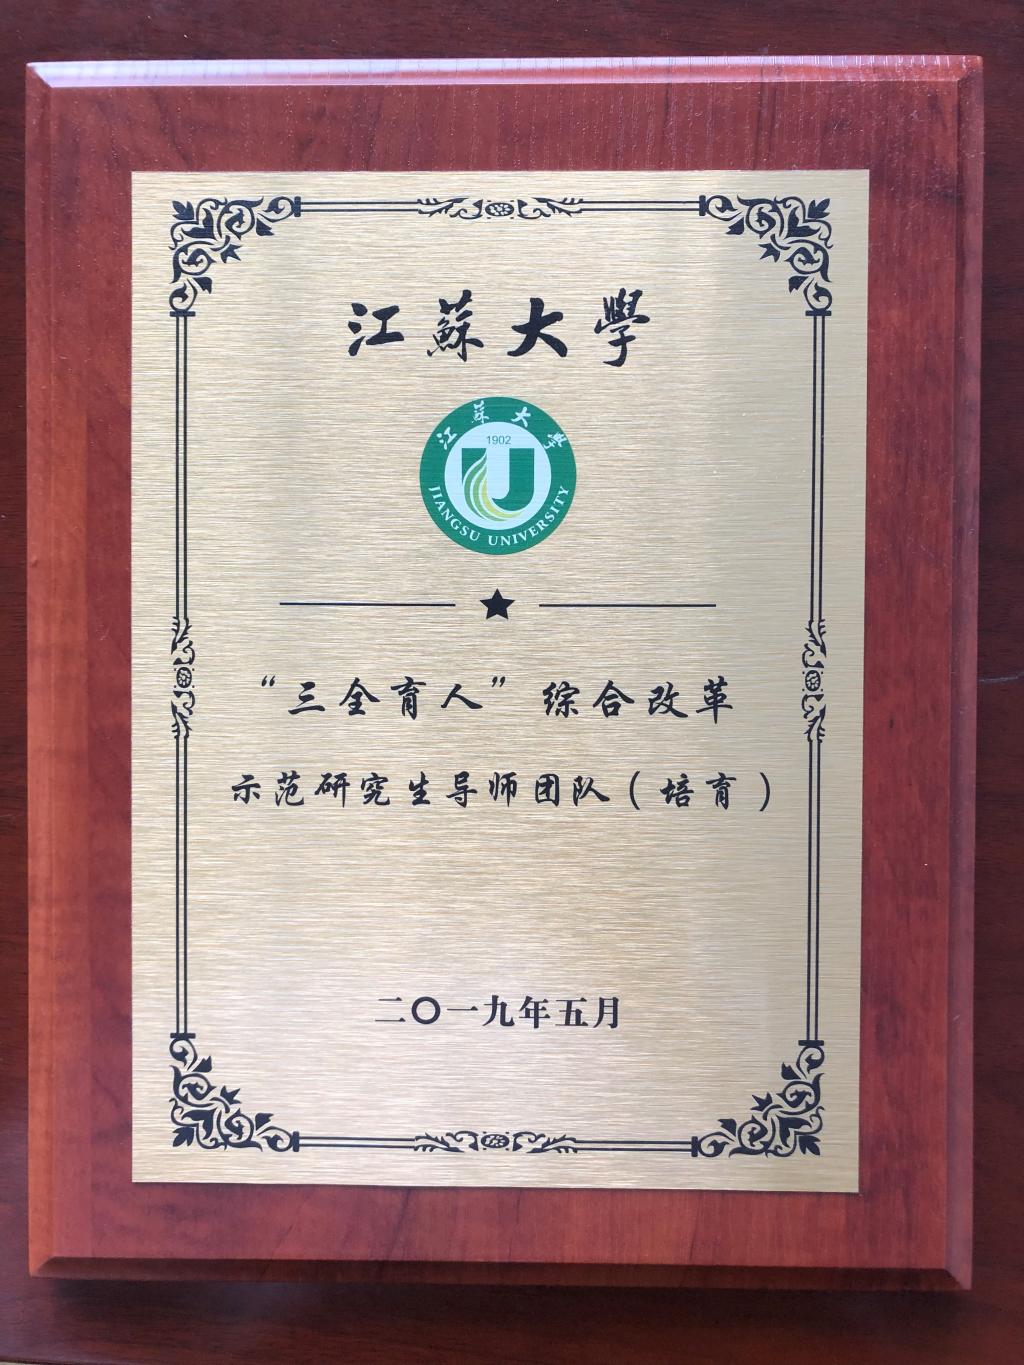 江蘇大學
江蘇大學
1902
JIANGSU UNIVERSITY
“三全育人”综合改革
示范研究生导师团队(培育)
二〇一九年五月